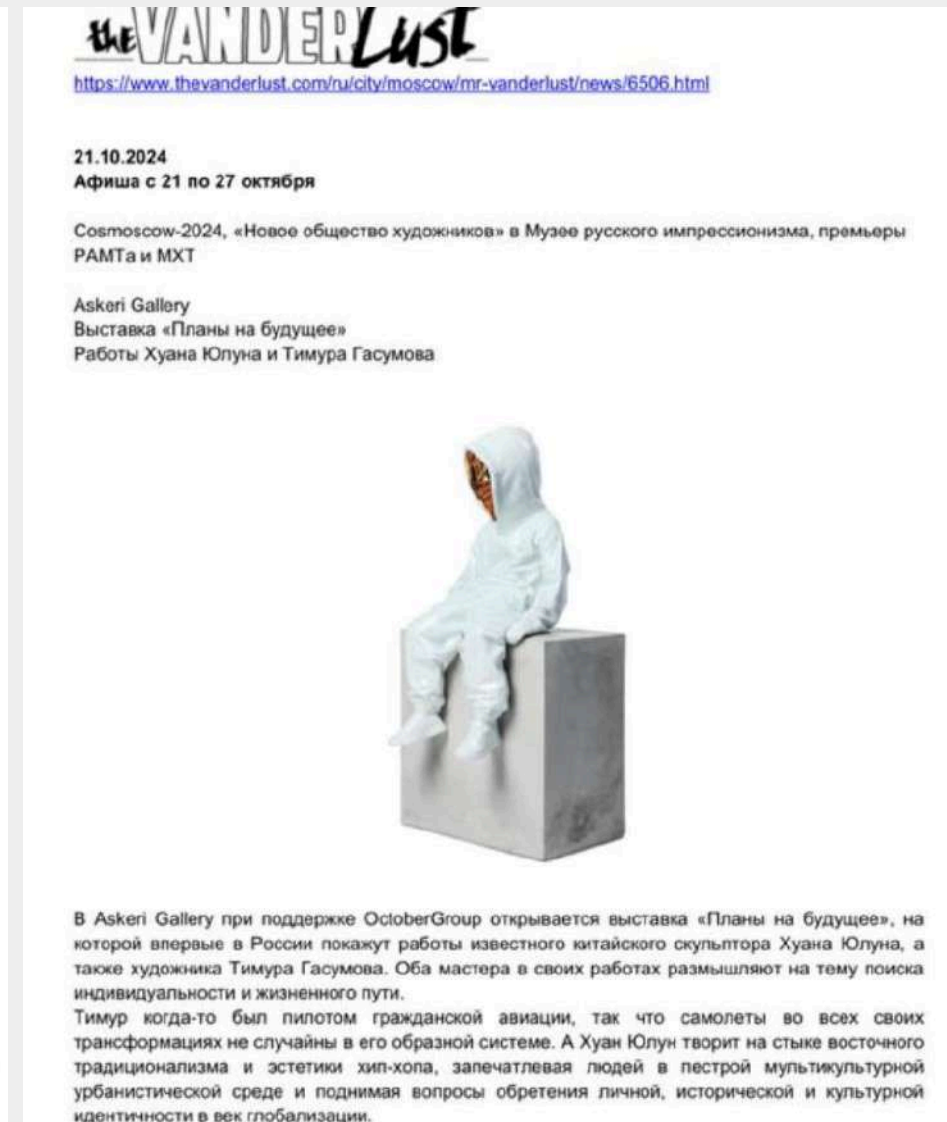 theVANDERLust
https://www.thevanderlust.com/ru/city/moscow/mr-vanderlust/news/6506.html
21.10.2024
Афиша с 21 по 27 октября
Cosmoscow-2024, «Новое общество художников» в Музее русского импрессионизма, премьеры
РАМТа и МХТ
Askeri Gallery
Выставка «Планы на будущее»
Работы Хуана Юлуна и Тимура Гасумова
В Askeri Gallery при поддержке OctoberGroup открывается выставка «Планы на будущее», на
которой впервые в России покажут работы известного китайского скульптора Хуана Юлуна, а
также художника Тимура Гасумова. Оба мастера в своих работах размышляют на тему поиска
индивидуальности и жизненного пути.
Тимур когда-то был пилотом гражданской авиации, так что самолеты во всех своих
трансформациях не случайны в его образной системе. А Хуан Юлун творит на стыке восточного
традиционализма и эстетики хип-хопа, запечатлевая людей в пестрой мультикультурной
урбанистической среде и поднимая вопросы обретения личной, исторической и культурной
идентичности в век глобализации.